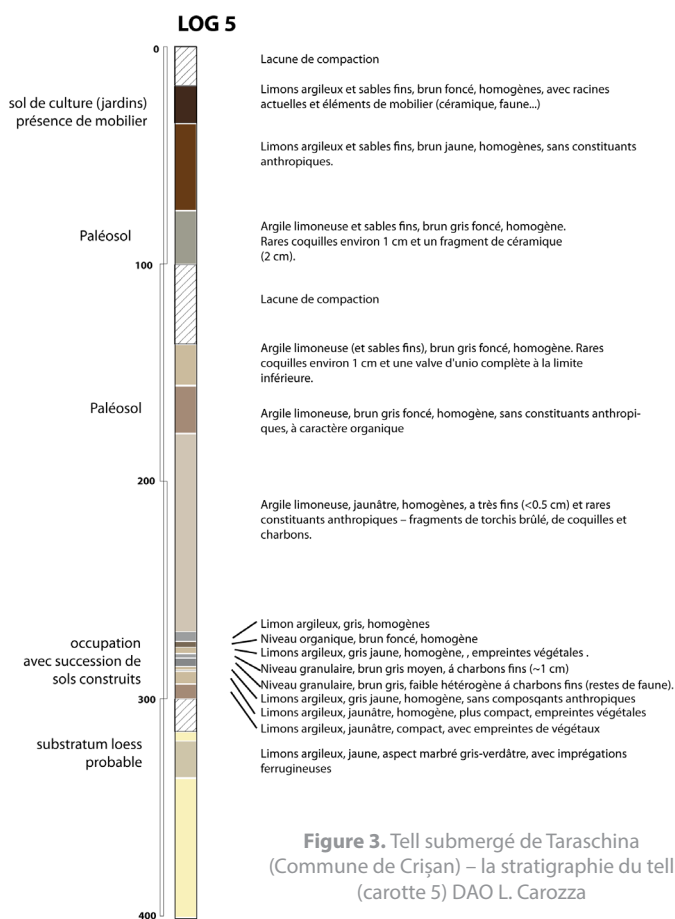 LOG 5
0
Lacune de compaction
sol de culture (jardins)
présence de mobilier
Limons argileux et sables fins, brun foncé, homogènes, avec racines
actuelles et éléments de mobilier (céramique, faune...)
Limons argileux et sables fins, brun jaune, homogènes, sans constituants
anthropiques.
Paléosol
Argile limoneuse et sables fins, brun gris foncé, homogène.
Rares coquilles environ 1 cm et un fragment de céramique
(2 cm).
100
Lacune de compaction
Argile limoneuse (et sables fins), brun gris foncé, homogène. Rares
coquilles environ 1 cm et une valve d'unio complète à la limite
inférieure.
Paléosol
Argile limoneuse, brun gris foncé, homogène, sans constituants anthropi-
ques, à caractère organique
200
Argile limoneuse, jaunâtre, homogènes, a très fins (<0.5 cm) et rares
constituants anthropiques – fragments de torchis brûlé, de coquilles et
charbons.
occupation
avec succession de
sols construits
Limon argileux, gris, homogènes
Niveau organique, brun foncé, homogène
Limons argileux, gris jaune, homogène, , empreintes végétales .
Niveau granulaire, brun gris moyen, á charbons fins (~1 cm)
Niveau granulaire, brun gris, faible hétérogène á charbons fins (restes de faune).
Limons argileux, gris jaune, homogène, sans composqants anthropiques
Limons argileux, jaunâtre, homogène, plus compact, empreintes végétales
Limons argileux, jaunâtre, compact, avec empreintes de végétaux
300
substratum loess
probable
Limons argileux, jaune, aspect marbré gris-verdâtre, avec imprégations
ferrugineuses
400
Figure 3. Tell submergé de Taraschina
(Commune de Crișan) – la stratigraphie du tell
(carotte 5) DAO L. Carozza